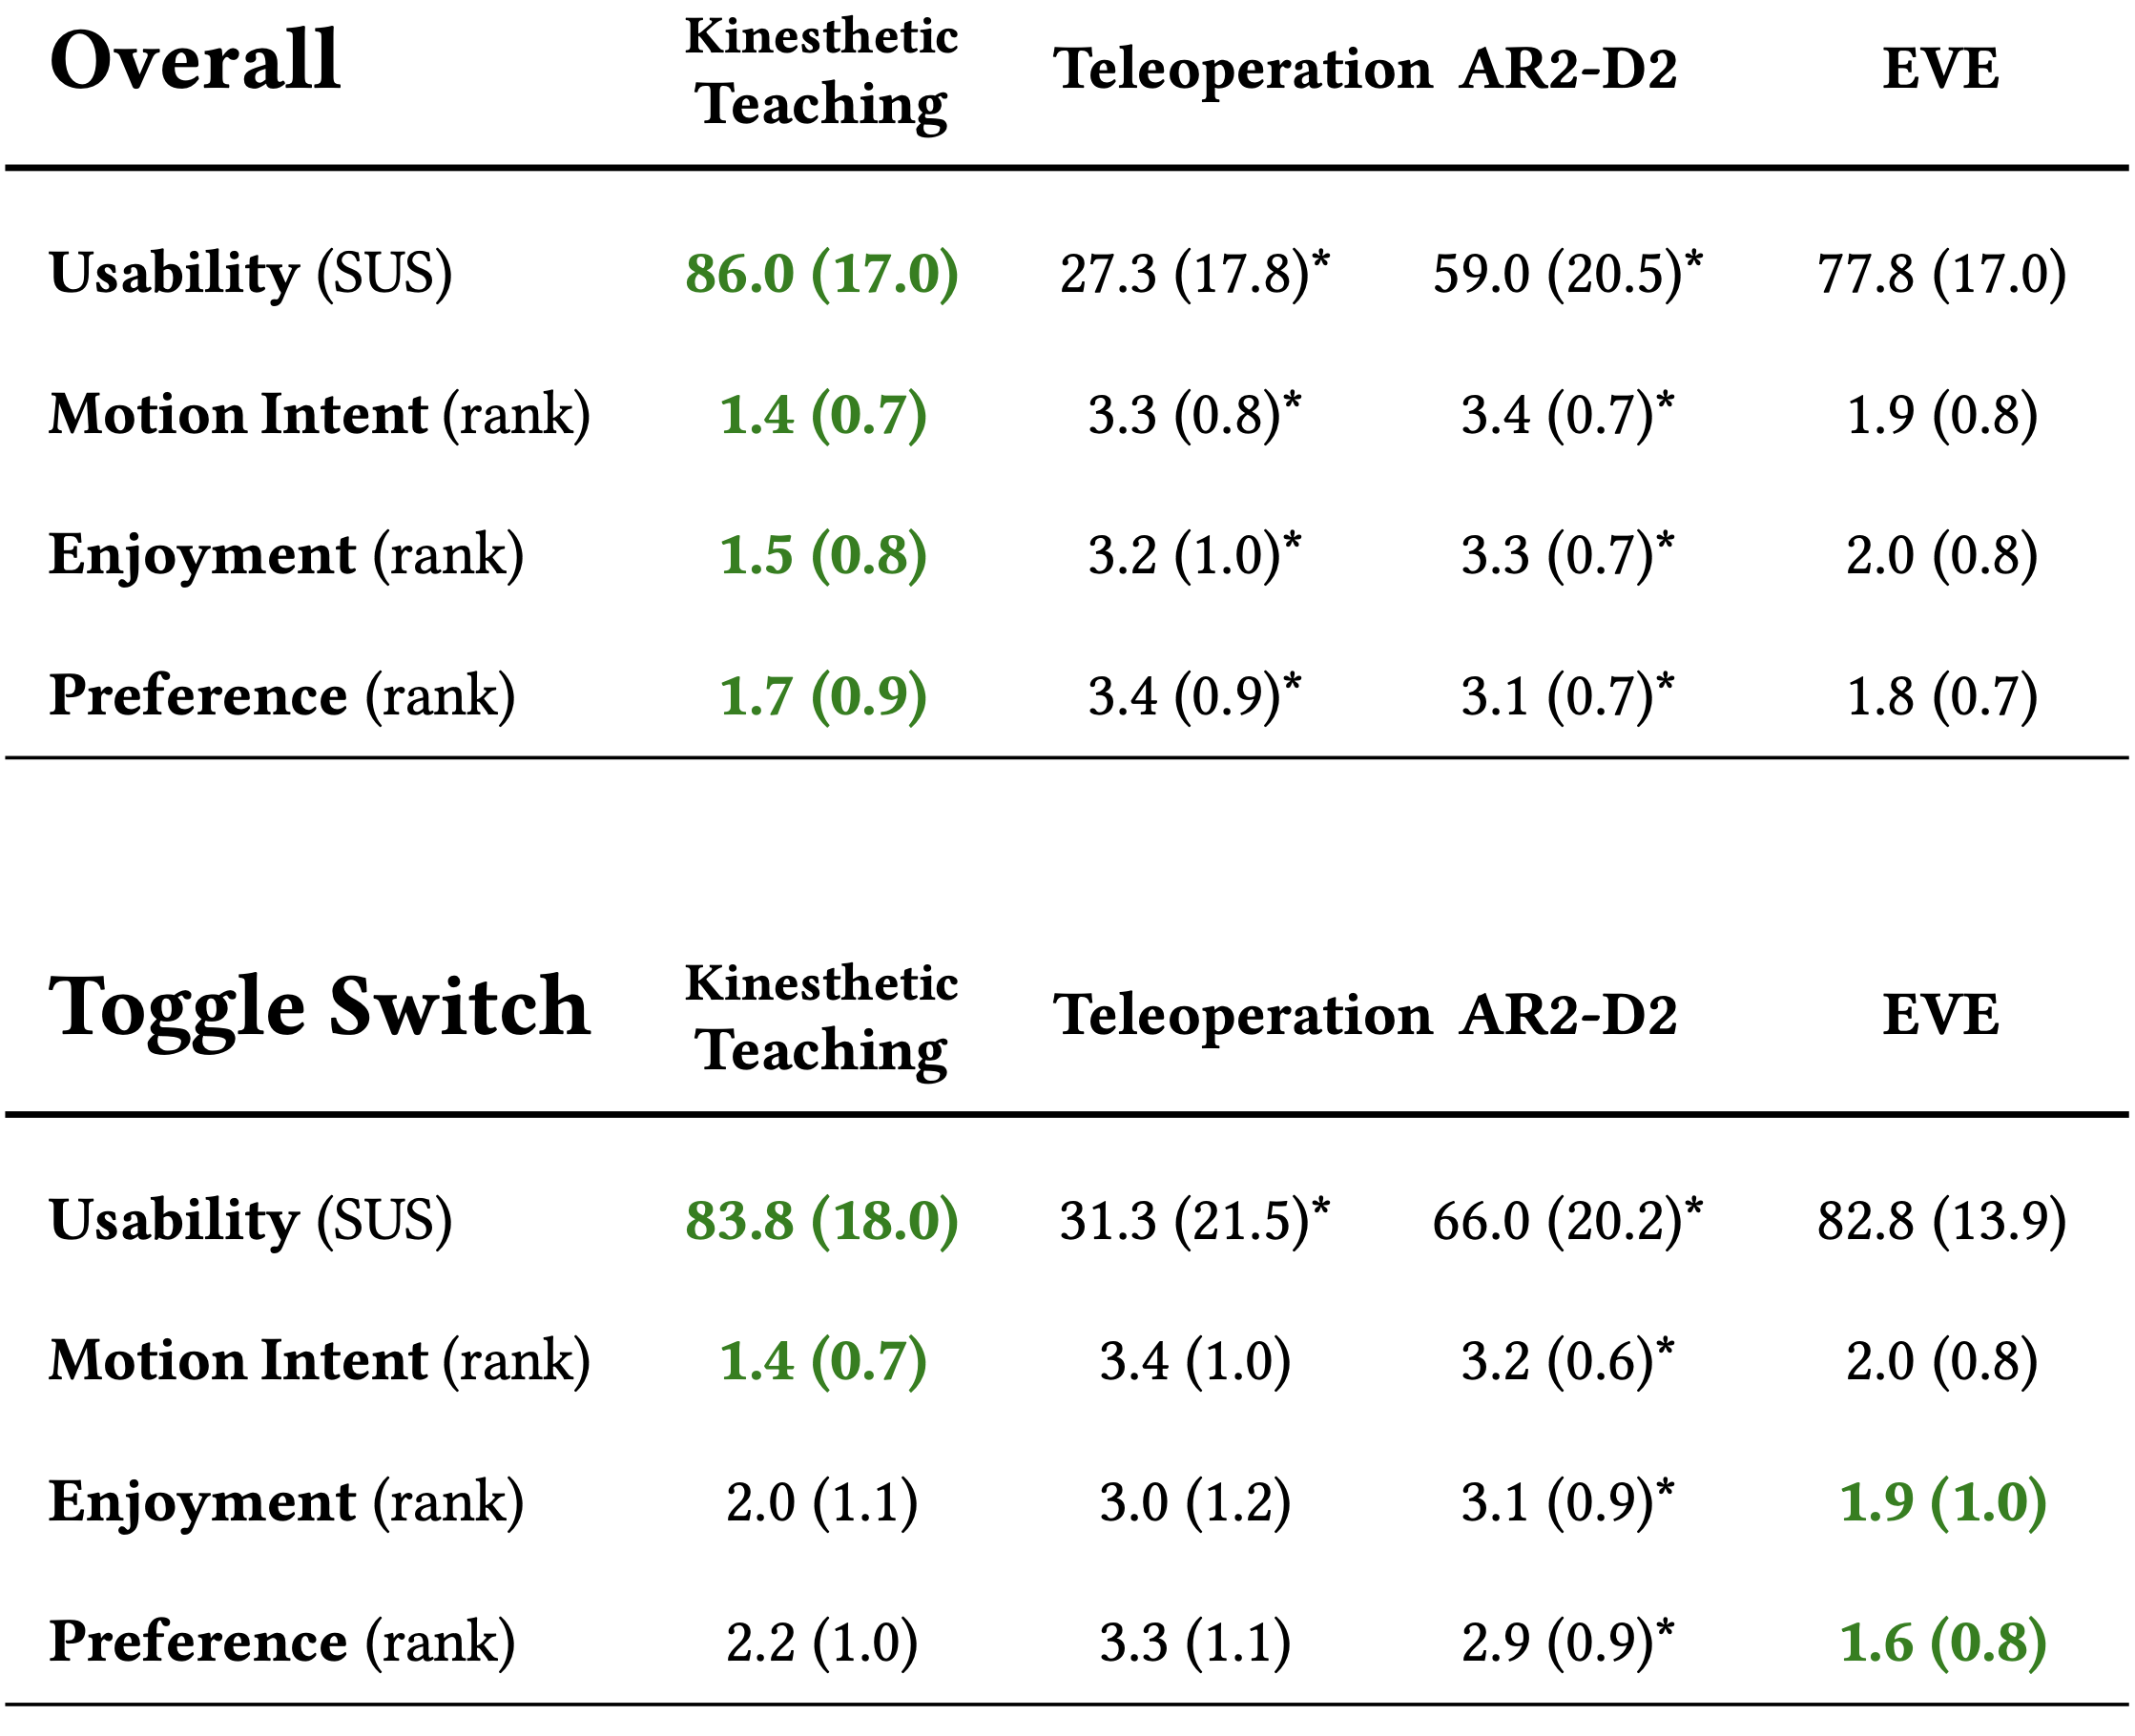 Overall Kinesthetic Teaching Teleoperation AR2-D2 EVE
Usability (SUS) 86.0 (17.0) 27.3 (17.8)* 59.0 (20.5)* 77.8 (17.0)
Motion Intent (rank) 1.4 (0.7) 3.3 (0.8)* 3.4 (0.7)* 1.9 (0.8)
Enjoyment (rank) 1.5 (0.8) 3.2 (1.0)* 3.3 (0.7)* 2.0 (0.8)
Preference (rank) 1.7 (0.9) 3.4 (0.9)* 3.1 (0.7)* 1.8 (0.7)
Toggle Switch Kinesthetic Teaching Teleoperation AR2-D2 EVE
Usability (SUS) 83.8 (18.0) 31.3 (21.5)* 66.0 (20.2)* 82.8 (13.9)
Motion Intent (rank) 1.4 (0.7) 3.4 (1.0) 3.2 (0.6)* 2.0 (0.8)
Enjoyment (rank) 2.0 (1.1) 3.0 (1.2) 3.1 (0.9)* 1.9 (1.0)
Preference (rank) 2.2 (1.0) 3.3 (1.1) 2.9 (0.9)* 1.6 (0.8)